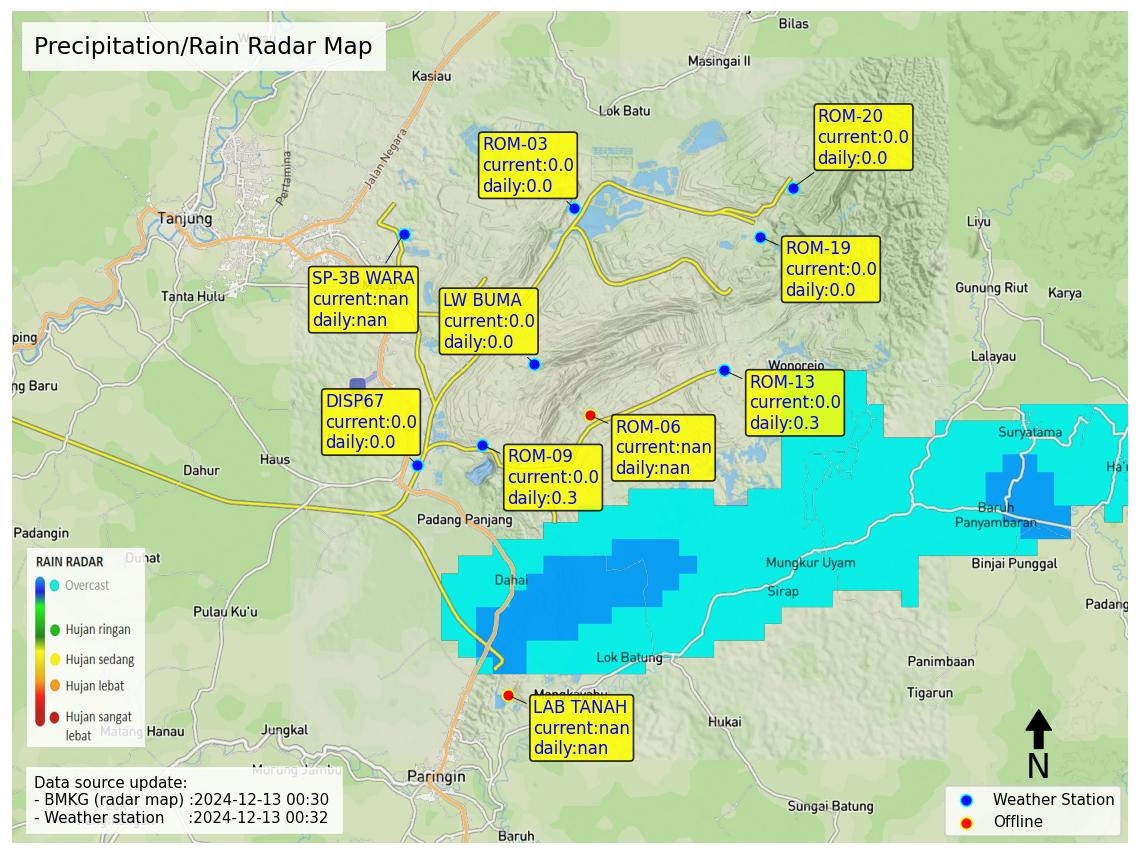 Precipitation/Rain Radar Map
Bilas
Masingai II
Kasiau
Lok Batu
Jalan Negara
Pertamina
Tanjung
ROM-03
current:0.0
daily:0.0
ROM-20
current:0.0
daily:0.0
ROM-19
current:0.0
daily:0.0
Liyu
SP-3B WARA
current:nan
daily:nan
LW BUMA
current:0.0
daily:0.0
Tanta Hulu
Gunung Riut
Karya
ping
Lalayau
Wonorejo
ng Baru
ROM-13
current:0.0
daily:0.3
DISP67
current:0.0
daily:0.0
ROM-06
current:nan
daily:nan
ROM-09
current:0.0
daily:0.3
Suryatama
Haus
Dahur
Baruh
Panyambaran
Padang Panjang
Padangin
Duhat
Mungkur Uyam
Binjai Punggal
Dahai
Sirap
Padang
Pulau Ku'u
RAIN RADAR
Overcast
Hujan ringan
Hujan sedang
Hujan lebat
Hujan sangat
lebat
Lok Batung
Panimbaan
Tigarun
Mangkayahu
LAB TANAH
current:nan
daily:nan
Hukai
Matang Hanau
Jungkal
Murung Jambu
Paringin
N
Sungai Batung
Baruh
Data source update:
- BMKG (radar map) :2024-12-13 00:30
- Weather station :2024-12-13 00:32
Weather Station
Offline